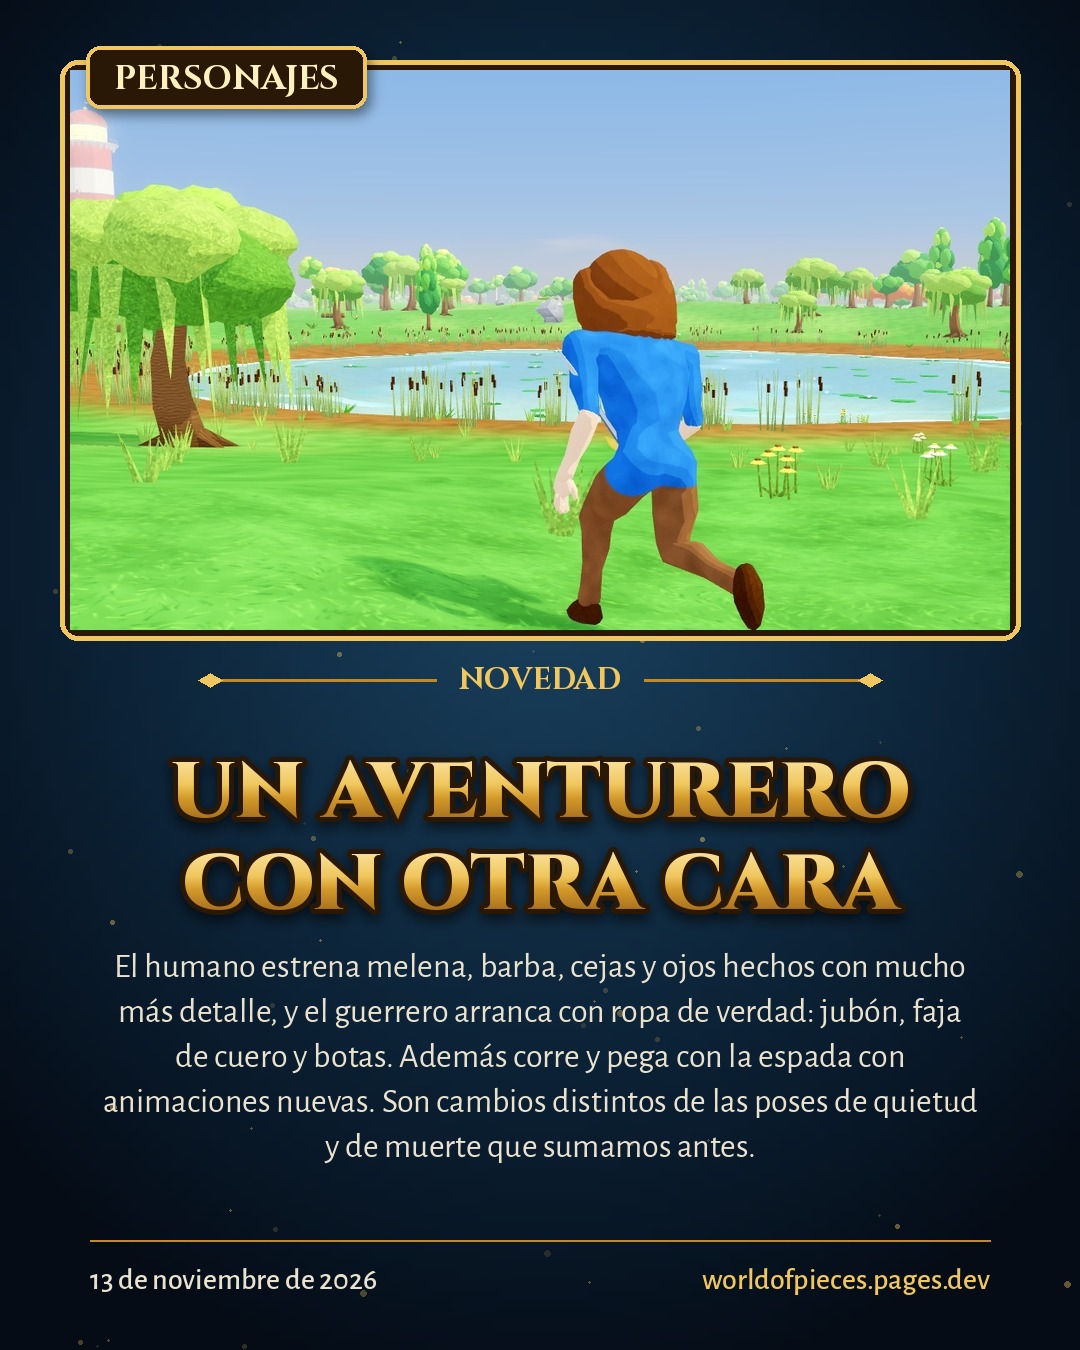 PERSONAJES
NOVEDAD
UN AVENTURERO
CON OTRA CARA
El humano estrena melena, barba, cejas y ojos hechos con mucho
más detalle, y el guerrero arranca con ropa de verdad: jubón, faja
de cuero y botas. Además corre y pega con la espada con
animaciones nuevas. Son cambios distintos de las poses de quietud
y de muerte que sumamos antes.
13 de noviembre de 2026
worldofpieces.pages.dev